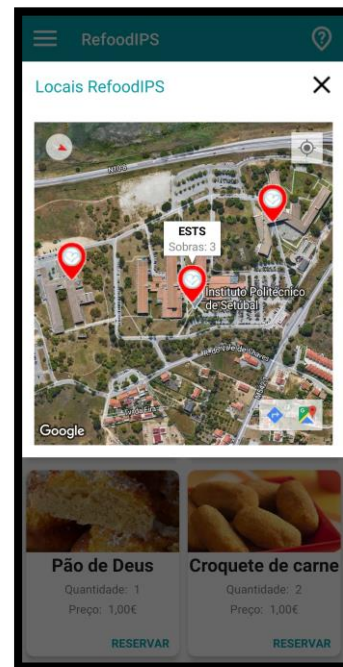 RefoodIPS
Locais RefoodIPS
ESTS
Sobras: 3
Instituto Politécnico
de Setúbal
Google
Pão de Deus
Quantidade: 1
Preço: 1,00€
RESERVAR
Croquete de carne
Quantidade: 2
Preço: 1,00€
RESERVAR